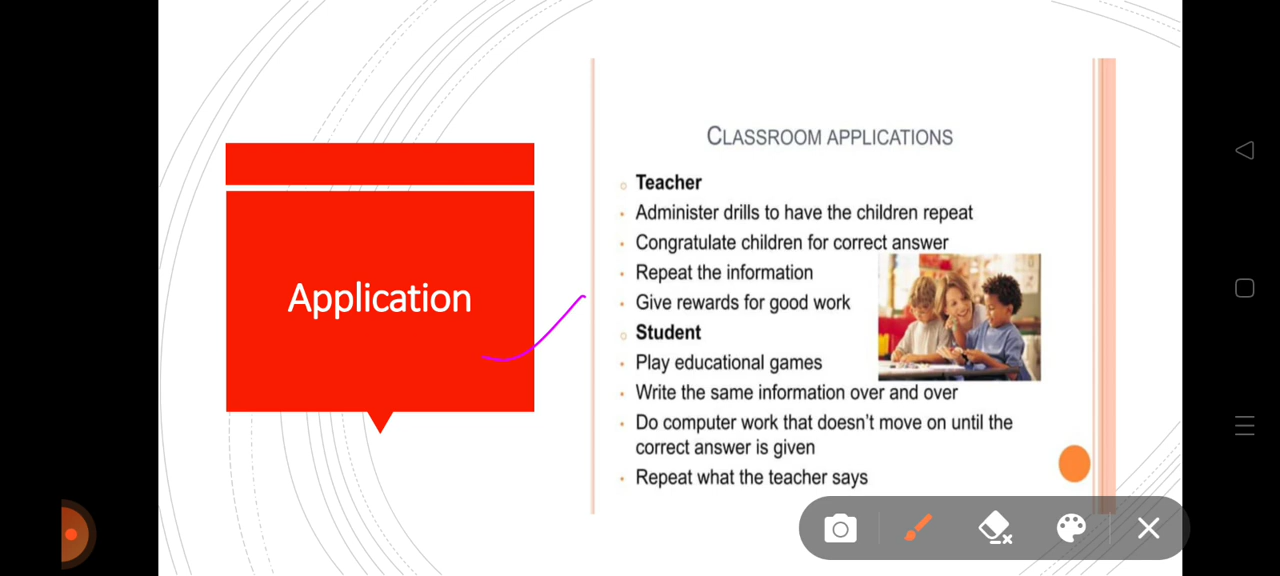 Application
CLASSROOM APPLICATIONS
Teacher
Administer drills to have the children repeat
Congratulate children for correct answer
Repeat the information
Give rewards for good work
Student
Play educational games
Write the same information over and over
Do computer work that doesn't move on until the
correct answer is given
Repeat what the teacher says